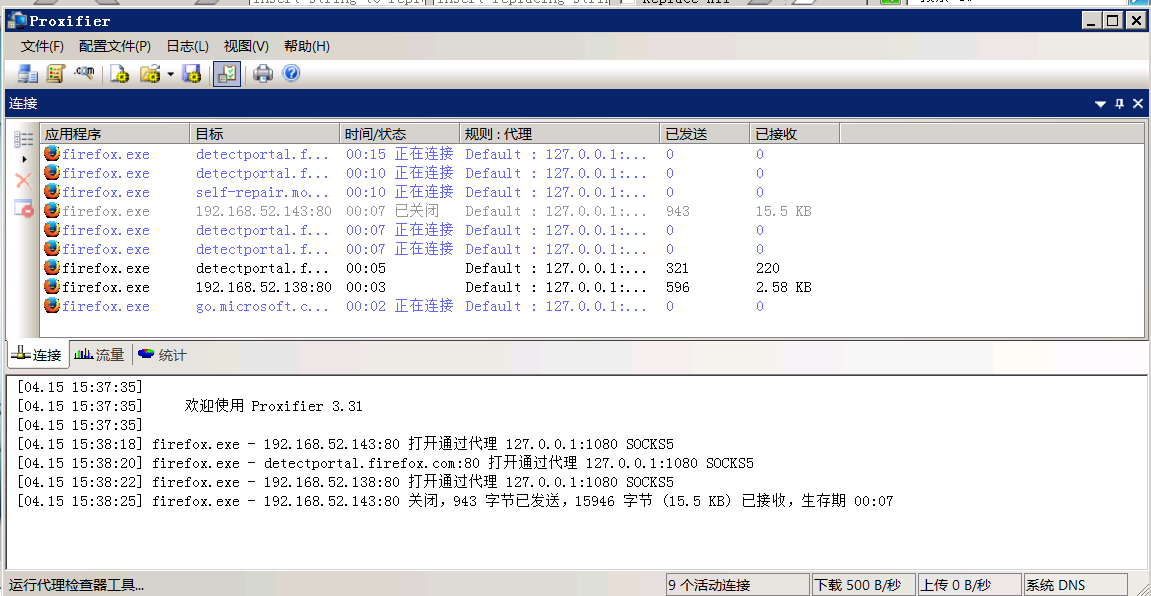 Proxifier
文件(F) 配置文件(P) 日志(L) 视图(V) 帮助(H)
连接
应用程序 目标 时间/状态 规则 : 代理 已发送 已接收
firefox.exe detectportal.f... 00:15 正在连接 Default : 127.0.0.1:... 0 0
firefox.exe detectportal.f... 00:10 正在连接 Default : 127.0.0.1:... 0 0
firefox.exe self-repair.mo... 00:10 正在连接 Default : 127.0.0.1:... 0 0
firefox.exe 192.168.52.143:80 00:07 已关闭 Default : 127.0.0.1:... 943 15.5 KB
firefox.exe detectportal.f... 00:07 正在连接 Default : 127.0.0.1:... 0 0
firefox.exe detectportal.f... 00:07 正在连接 Default : 127.0.0.1:... 0 0
firefox.exe detectportal.f... 00:05 Default : 127.0.0.1:... 321 220
firefox.exe 192.168.52.138:80 00:03 Default : 127.0.0.1:... 596 2.58 KB
firefox.exe go.microsoft.c... 00:02 正在连接 Default : 127.0.0.1:... 0 0
连接 流量 统计
[04.15 15:37:35]
[04.15 15:37:35] 欢迎使用 Proxifier 3.31
[04.15 15:37:35]
[04.15 15:38:18] firefox.exe - 192.168.52.143:80 打开通过代理 127.0.0.1:1080 SOCKS5
[04.15 15:38:20] firefox.exe - detectportal.firefox.com:80 打开通过代理 127.0.0.1:1080 SOCKS5
[04.15 15:38:22] firefox.exe - 192.168.52.138:80 打开通过代理 127.0.0.1:1080 SOCKS5
[04.15 15:38:25] firefox.exe - 192.168.52.143:80 关闭，943 字节已发送，15946 字节 (15.5 KB) 已接收，生存期 00:07
运行代理检查器工具... 9 个活动连接 下载 500 B/秒 上传 0 B/秒 系统 DNS